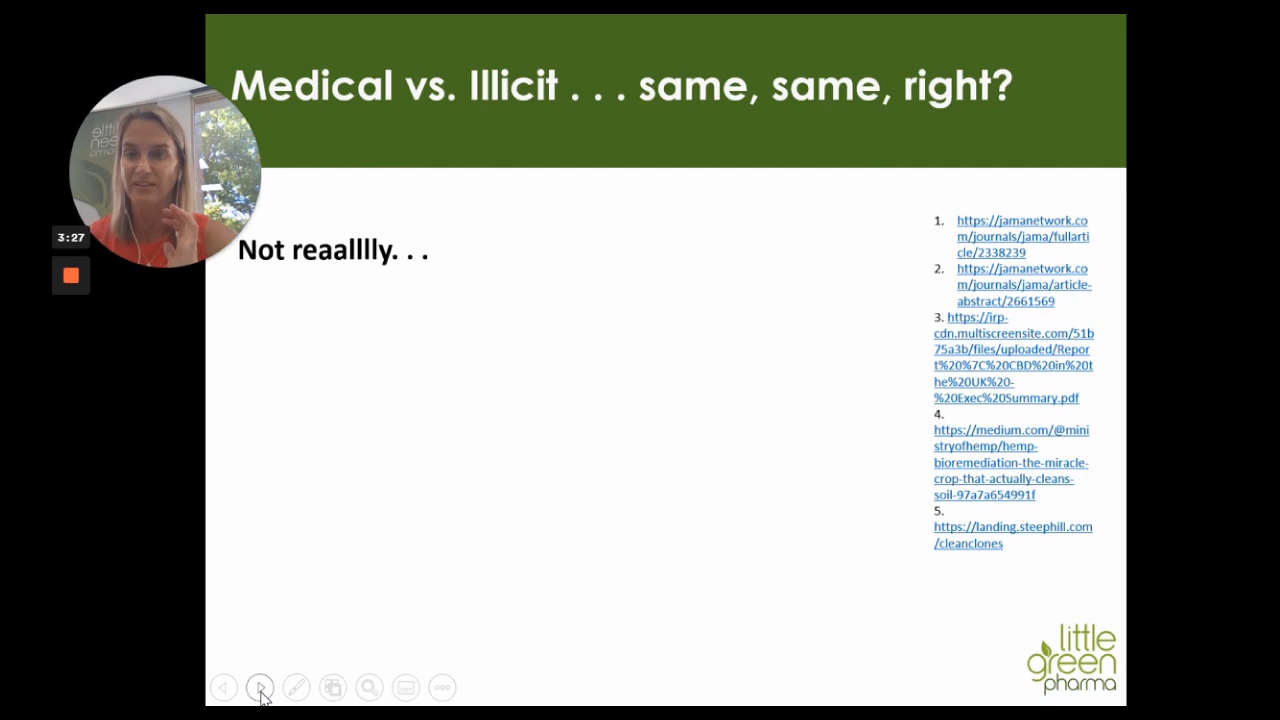 Medical vs. Illicit . . . same, same, right?
little
green
pharma
3:27
Not reaalllly. . .
1. https://jamanetwork.co
m/journals/jama/fullarti
cle/2338239
2. https://jamanetwork.co
m/journals/jama/article-
abstract/2661569
3. https://irp-
cdn.multiscreensite.com/51b
75a3b/files/uploaded/Repor
t%20%7C%20CBD%20in%20t
he%20UK%20-
%20Exec%20Summary.pdf
4.
https://medium.com/@mini
stryofhemp/hemp-
bioremediation-the-miracle-
crop-that-actually-cleans-
soil-97a7a654991f
5.
https://landing.steephill.com
/cleanclones
little
green
pharma